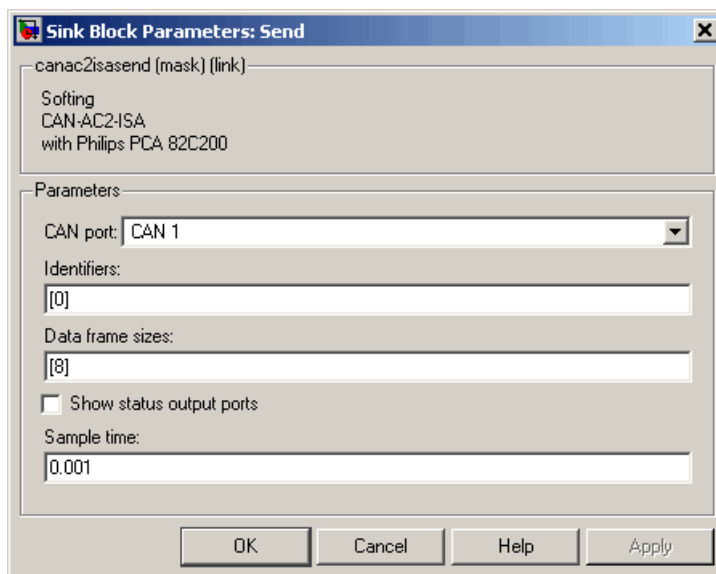 Sink Block Parameters: Send
canac2isasend (mask) (link)
Softing
CAN-AC2-ISA
with Philips PCA 82C200
Parameters
CAN port: CAN 1
Identifiers:
[0]
Data frame sizes:
[8]
Show status output ports
Sample time:
0.001
OK Cancel Help Apply